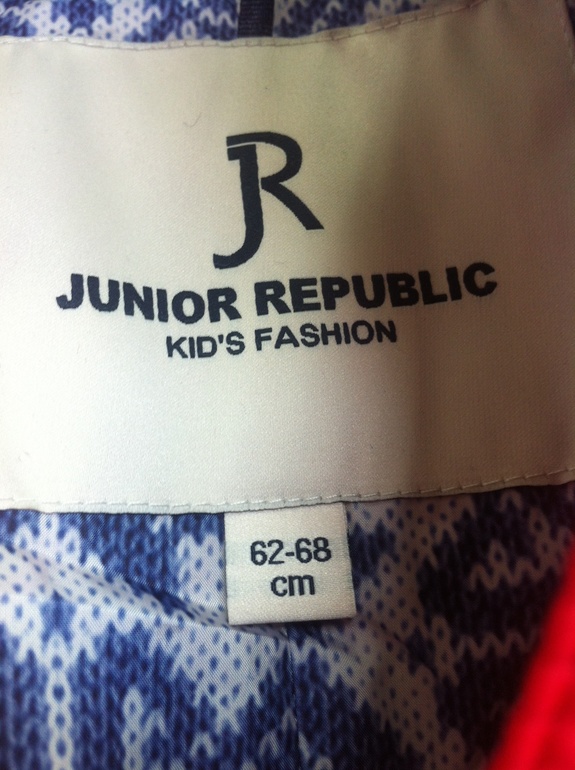 JR
JUNIOR REPUBLIC
KID'S FASHION
62-68
cm